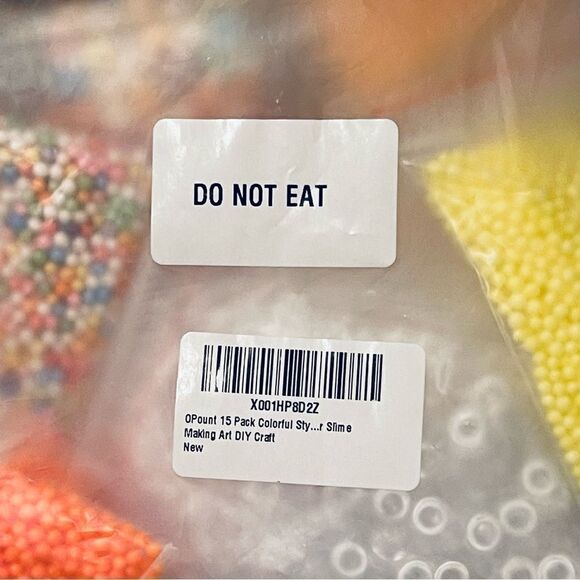 DO NOT EAT
X001HP8D2Z
OPount 15 Pack Colorful Sty...r Slime
Making Art DIY Craft
New